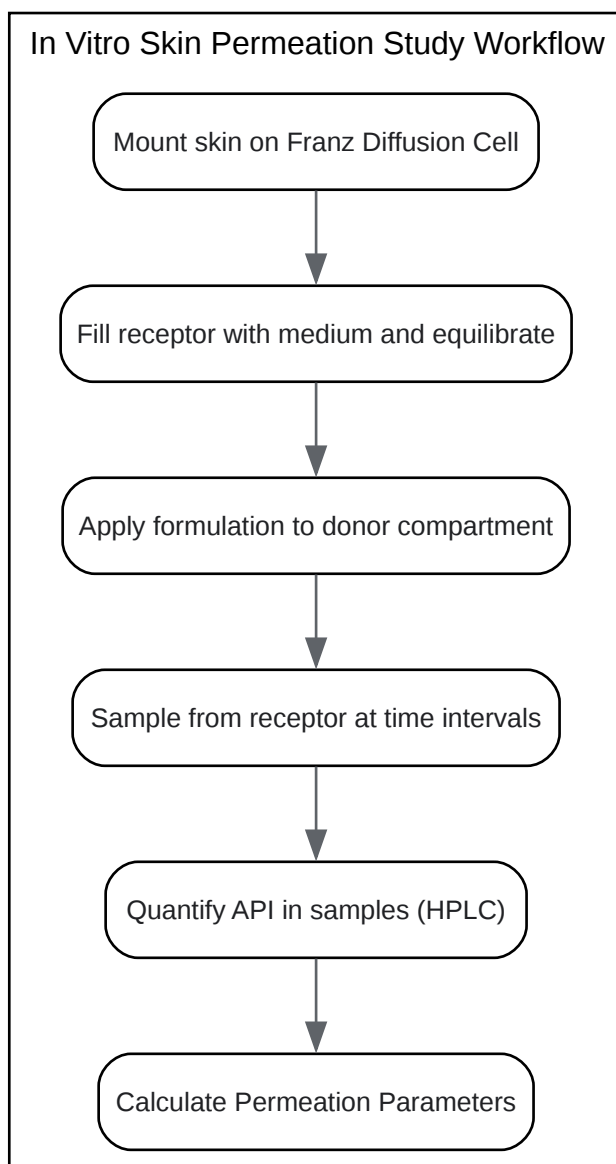 In Vitro Skin Permeation Study Workflow
Mount skin on Franz Diffusion Cell
Fill receptor with medium and equilibrate
Apply formulation to donor compartment
Sample from receptor at time intervals
Quantify API in samples (HPLC)
Calculate Permeation Parameters